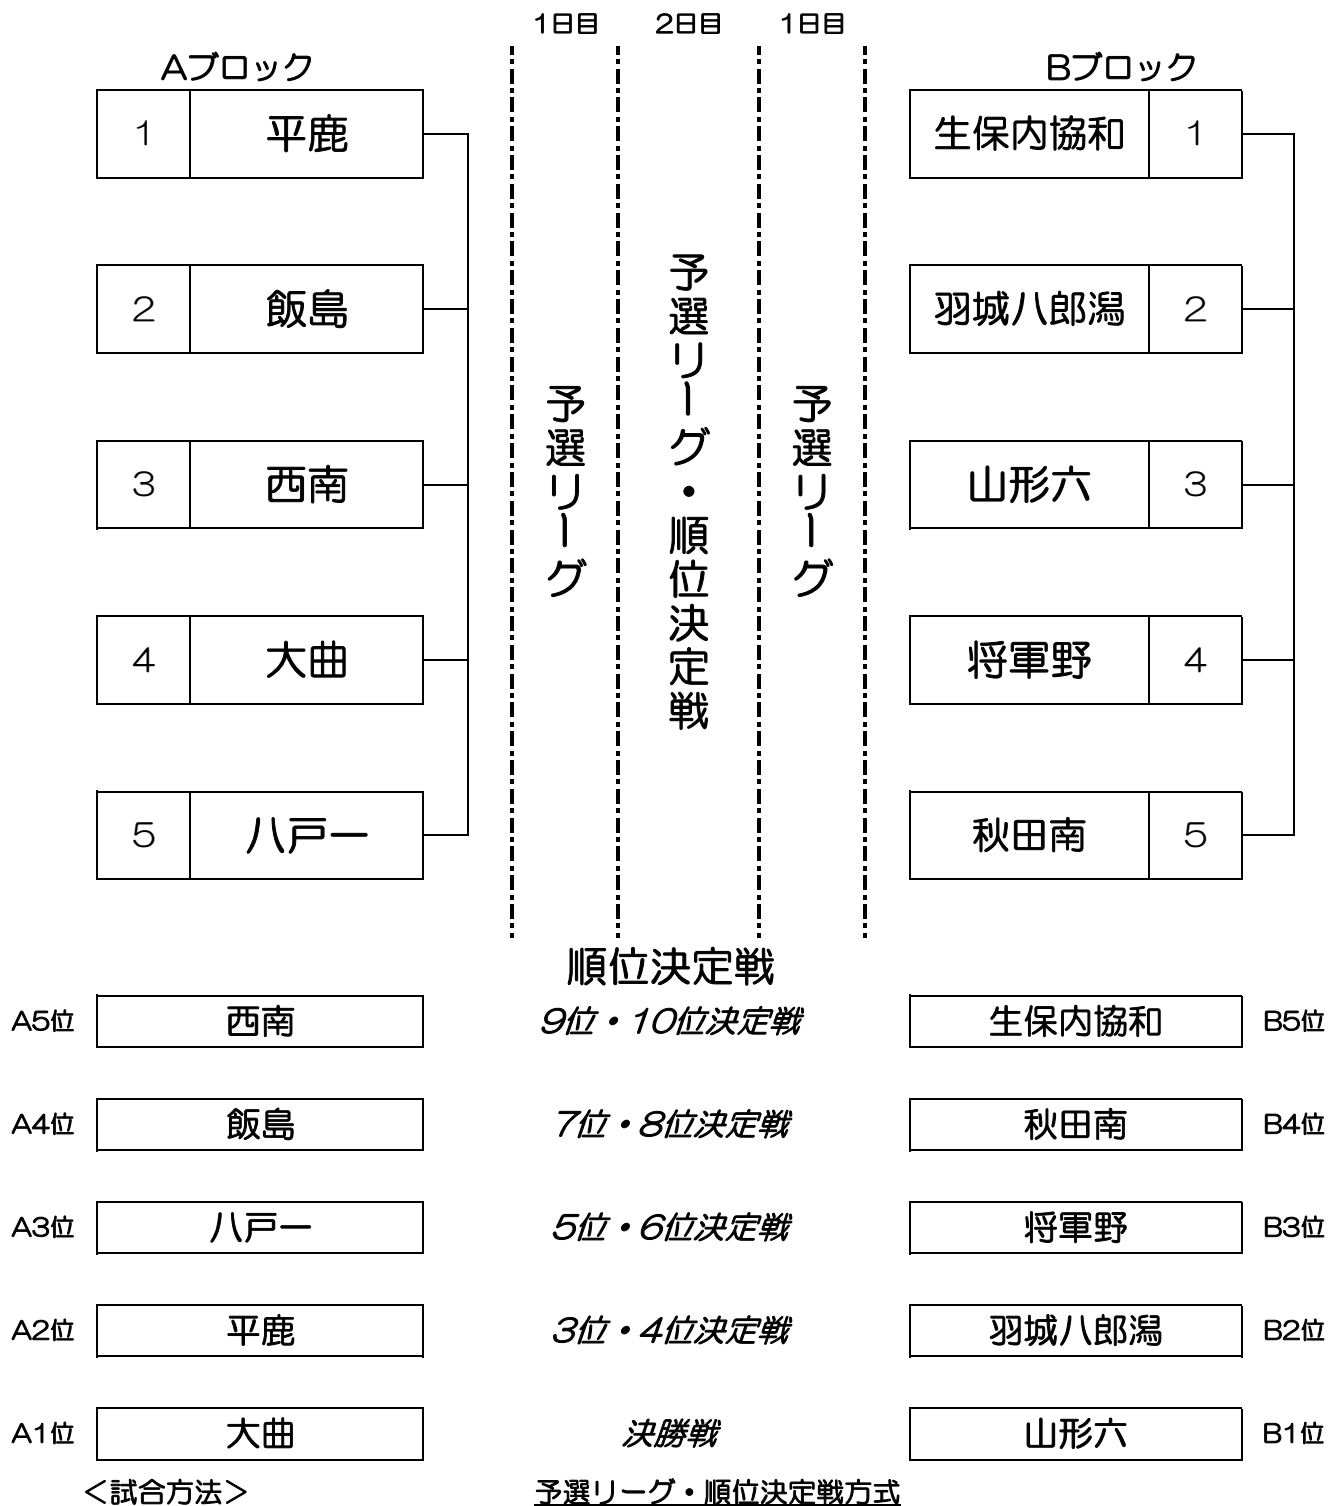 1日目 2日目 1日目
Aブロック Bブロック
1 平鹿 生保内協和 1
2 飯島 羽城八郎潟 2
3 西南 山形六 3
4 大曲 将軍野 4
5 八戸一 秋田南 5
予選リーグ
予選リーグ・順位決定戦
予選リーグ
順位決定戦
A5位 西南 9位・10位決定戦 生保内協和 B5位
A4位 飯島 7位・8位決定戦 秋田南 B4位
A3位 八戸一 5位・6位決定戦 将軍野 B3位
A2位 平鹿 3位・4位決定戦 羽城八郎潟 B2位
A1位 大曲 決勝戦 山形六 B1位
＜試合方法＞ 予選リーグ・順位決定戦方式